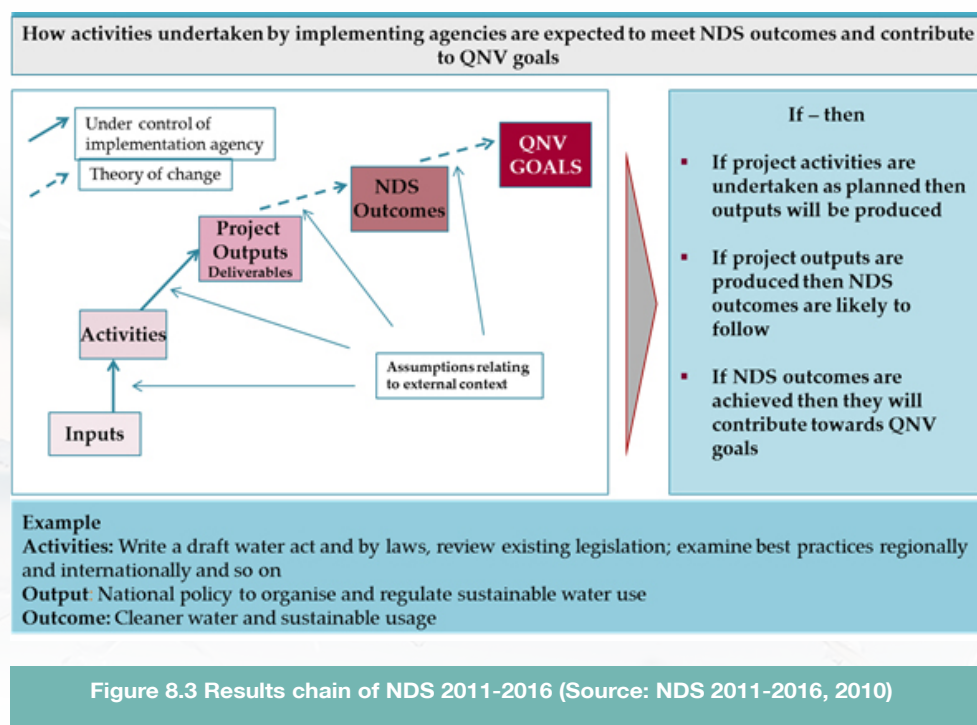 How activities undertaken by implementing agencies are expected to meet NDS outcomes and contribute
to QNV goals
Under control of
implementation agency
Theory of change
QNV
GOALS
NDS
Outcomes
Project
Outputs
Deliverables
Activities
Assumptions relating
to external context
Inputs
If – then
▪ If project activities are
undertaken as planned then
outputs will be produced
▪ If project outputs are
produced then NDS
outcomes are likely to
follow
▪ If NDS outcomes are
achieved then they will
contribute towards QNV
goals
Example
Activities: Write a draft water act and by laws, review existing legislation; examine best practices regionally
and internationally and so on
Output: National policy to organise and regulate sustainable water use
Outcome: Cleaner water and sustainable usage
Figure 8.3 Results chain of NDS 2011-2016 (Source: NDS 2011-2016, 2010)